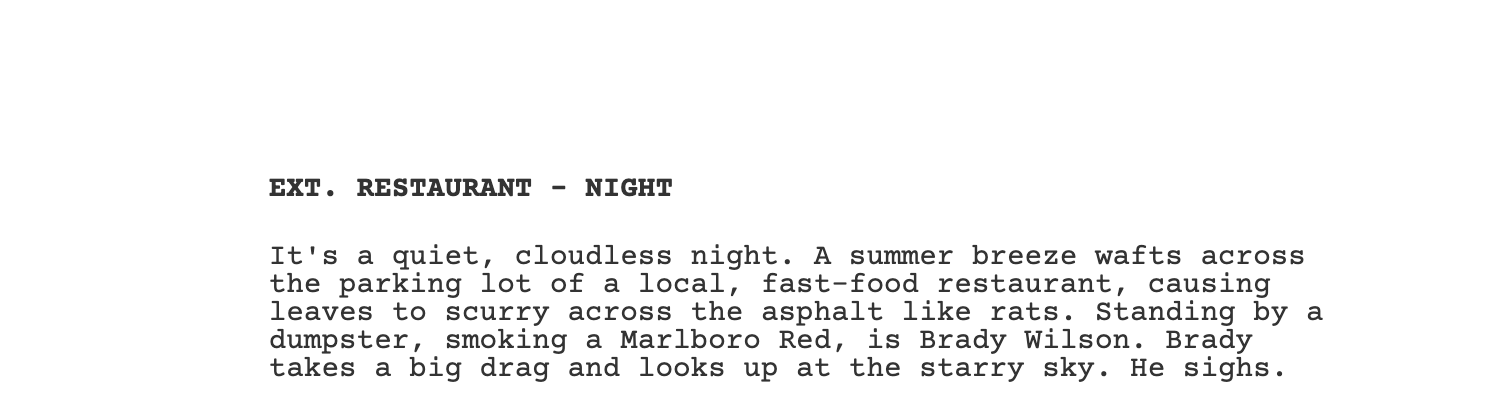 EXT. RESTAURANT - NIGHT
It's a quiet, cloudless night. A summer breeze wafts across
the parking lot of a local, fast-food restaurant, causing
leaves to scurry across the asphalt like rats. Standing by a
dumpster, smoking a Marlboro Red, is Brady Wilson. Brady
takes a big drag and looks up at the starry sky. He sighs.